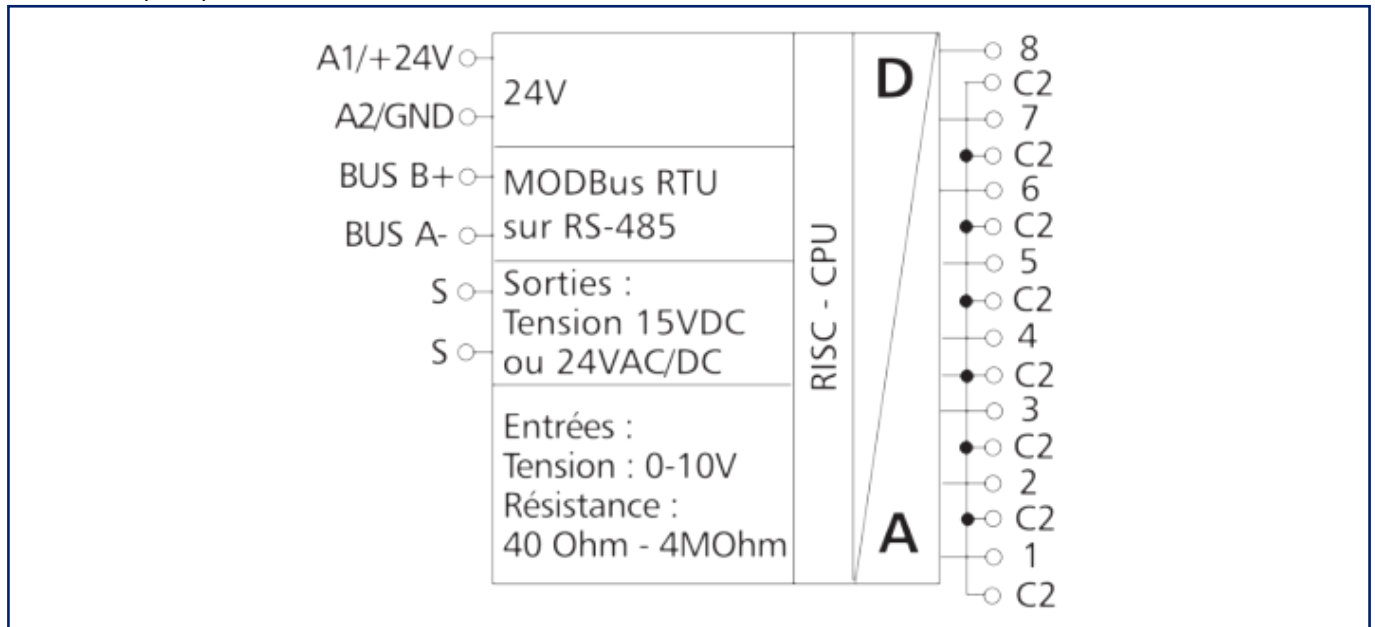 A1/+24V
A2/GND
BUS B+
BUS A-
S
S
24V
MODBus RTU
sur RS-485
Sorties :
Tension 15VDC
ou 24VAC/DC
Entrées :
Tension : 0-10V
Résistance :
40 Ohm - 4MOhm
RISC - CPU
D
A
8
C2
7
C2
6
C2
5
C2
4
C2
3
C2
2
C2
1
C2